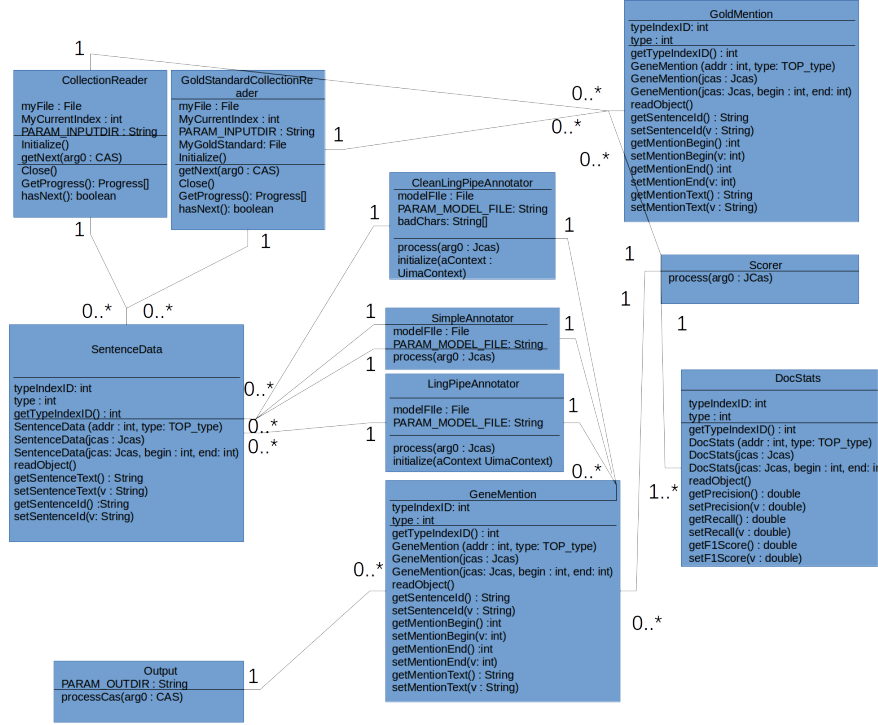 GoldMention
typeIndexID: int
type : int
getTypeIndexID() : int
GeneMention (addr : int, type: TOP_type)
GeneMention(jcas : Jcas)
GeneMention(jcas: Jcas, begin : int, end: int)
readObject()
getSentenceId() : String)
setSentenceId(v : String)
getMentionBegin() :int
setMentionBegin(v: int)
getMentionEnd() :int
setMentionEnd(v: int)
getMentionText() : String)
setMentionText(v : String)
1
CollectionReader
myFile : File
MyCurrentIndex : int
PARAM_INPUTDIR : String
Initialize()
getNext(arg0 : CAS)
Close()
GetProgress(): Progress[]
hasNext(): boolean
GoldStandardCollectionRe
ader
myFile : File
MyCurrentIndex : int
PARAM_INPUTDIR : String
MyGoldStandard: File
Initialize()
getNext(arg0 : CAS)
Close()
GetProgress(): Progress[]
hasNext(): boolean
0..*
1
0..*
0..*
CleanLingPipeAnnotator
modelFIle : File
PARAM_MODEL_FILE: String
badChars: String[]
process(arg0 : Jcas)
initialize(aContext :
UimaContext)
1
1
1
1
1
Scorer
process(arg0 : JCas)
1
1
1
0..*
0..*
SentenceData
typeIndexID: int
type : int
getTypeIndexID() : int
SentenceData (addr : int, type: TOP_type)
SentenceData(jcas : Jcas)
SentenceData(jcas: Jcas, begin : int, end: int)
readObject()
getSentenceText() : String)
setSentenceText(v : String)
getSentenceId() :String)
setSentenceId(v: String)
1
SimpleAnnotator
modelFIle : File
PARAM_MODEL_FILE: String
process(arg0 : Jcas)
1
1
0..*
0..*
0..*
LingPipeAnnotator
modelFIle : File
PARAM_MODEL_FILE: String
process(arg0 : Jcas)
initialize(aContext UimaContext)
1
1
0..*
DocStats
typeIndexID: int
type : int
getTypeIndexID() : int
DocStats (addr : int, type: TOP_type)
DocStats(jcas : Jcas)
DocStats(jcas: Jcas, begin : int, end: i
readObject()
getPrecision() : double
setPrecision(v : double)
getRecall() : double
setRecall(v : double)
getF1Score() : double
setF1Score(v : double)
1..*
GeneMention
typeIndexID: int
type : int
getTypeIndexID() : int
GeneMention (addr : int, type: TOP_type)
GeneMention(jcas : Jcas)
GeneMention(jcas: Jcas, begin : int, end: int)
readObject()
getSentenceId() : String)
setSentenceId(v : String)
getMentionBegin() :int
setMentionBegin(v: int)
getMentionEnd() :int
setMentionEnd(v: int)
getMentionText() : String)
setMentionText(v : String)
0..*
0..*
Output
PARAM_OUTDIR : String
processCas(arg0 : CAS)
1